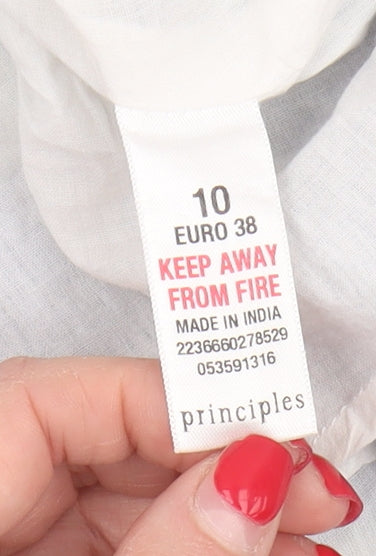 10
EURO 38
KEEP AWAY
FROM FIRE
MADE IN INDIA
2236660278529
053591316
principles